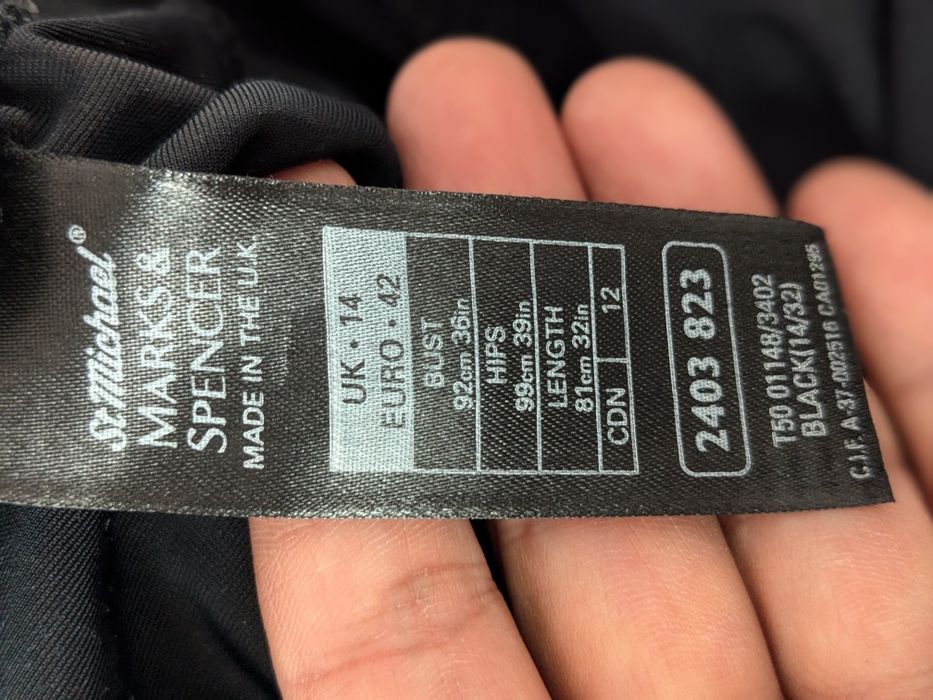 St.Michael®
MARKS &
SPENCER
MADE IN THE U.K.
UK • 14
EURO • 42
BUST
92cm 36in
HIPS
99cm 39in
LENGTH
81cm 32in
CDN 12
2403 823
T50 01148/3402
BLACK(14/32)
C.I.F. A-37-002516 CA01295